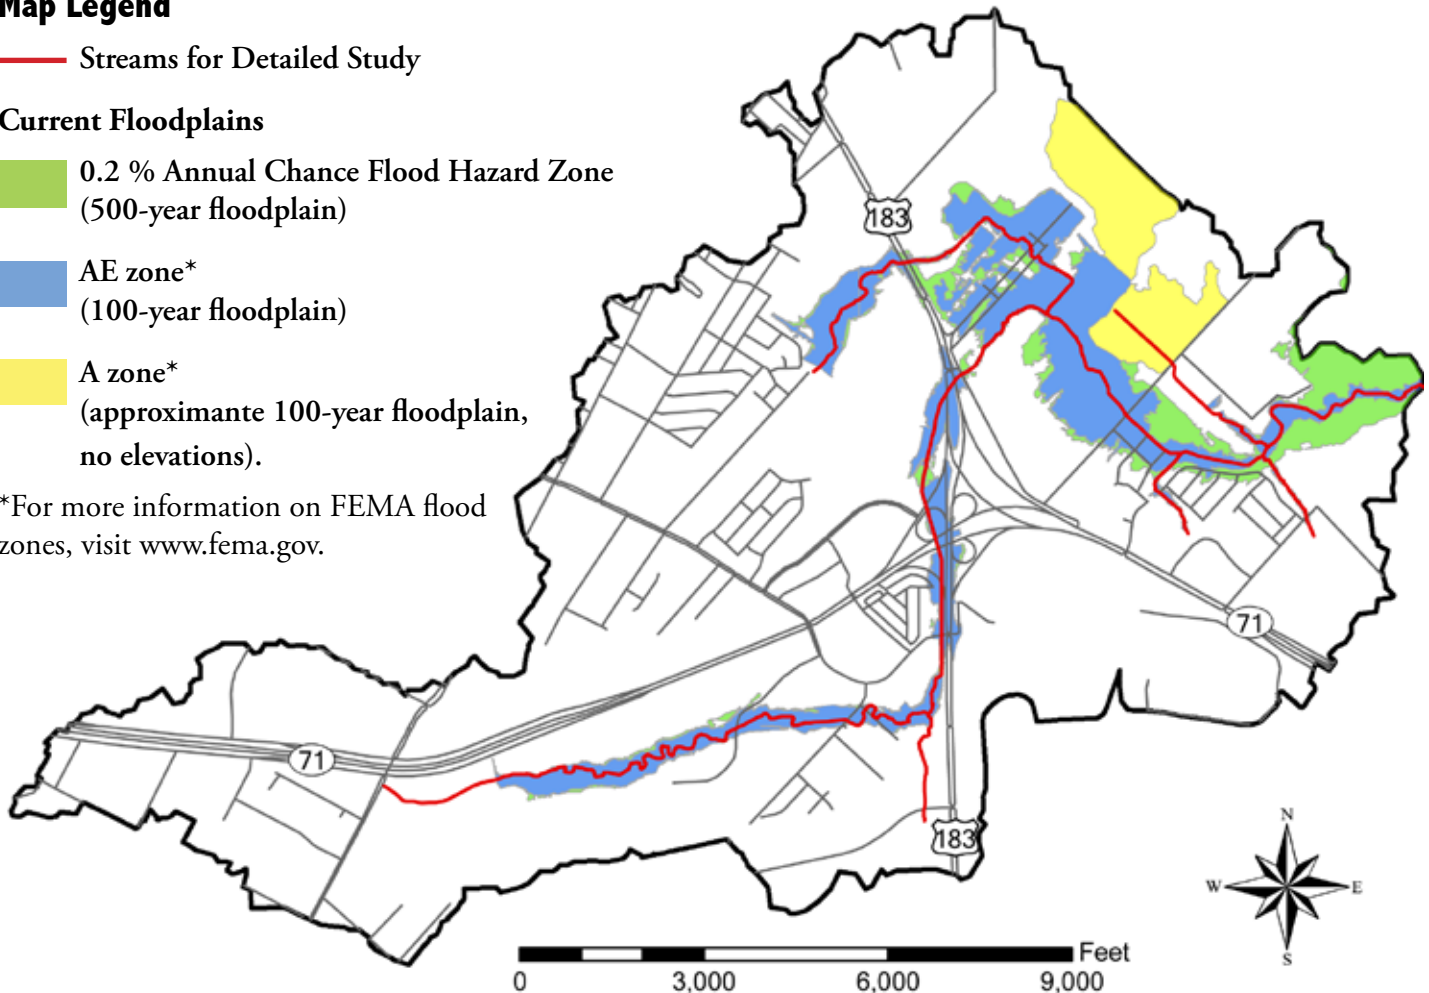 Map Legend
Streams for Detailed Study
Current Floodplains
0.2 % Annual Chance Flood Hazard Zone
(500-year floodplain)
AE zone*
(100-year floodplain)
A zone*
(approximante 100-year floodplain,
no elevations).
*For more information on FEMA flood
zones, visit www.fema.gov.
183
71
71
183
N
W E
S
Feet
0 3,000 6,000 9,000